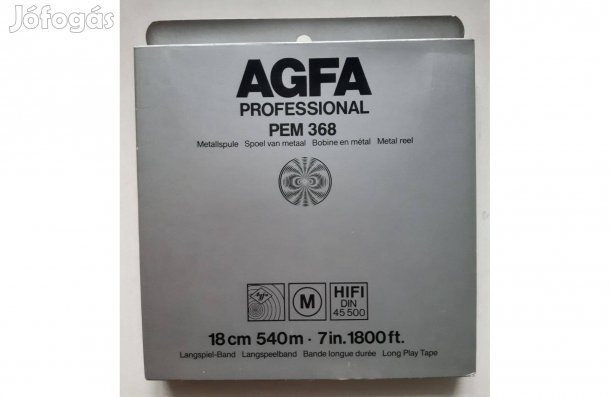 Jófogás
AGFA
PROFESSIONAL
PEM 368
Metallspule Spoel van metaal Bobine en métal Metal reel
Agfa
M
HIFI
DIN
45 500
18 cm 540 m · 7 in. 1800 ft.
Langspiel-Band Langspeelband Bande longue durée Long Play Tape